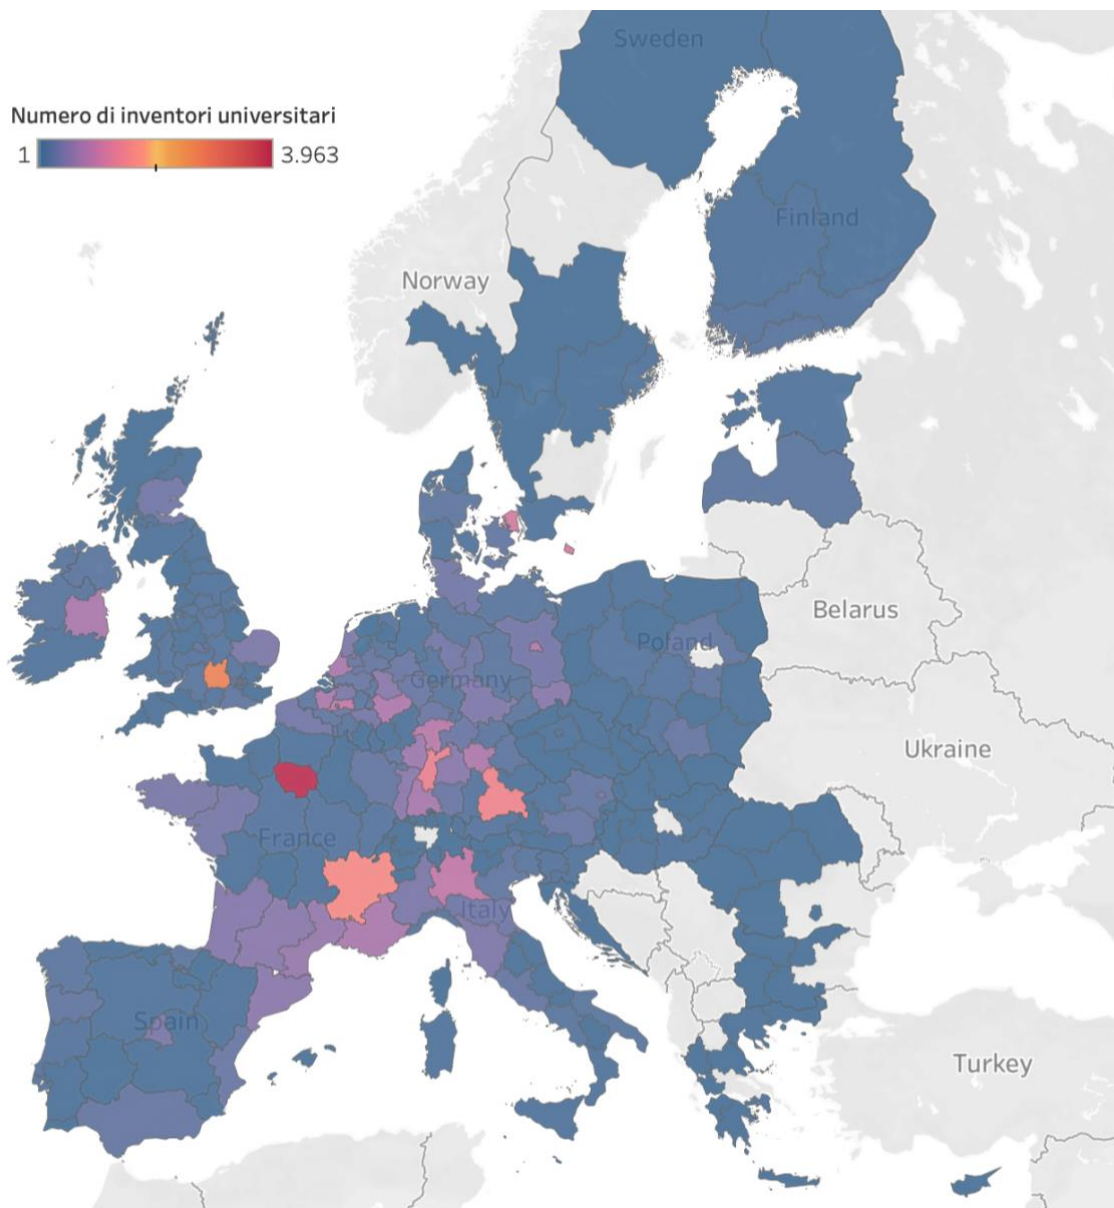 Sweden
Numero di inventori universitari
1 3.963
Finland
Norway
Belarus
Poland
Germany
Ukraine
France
Italy
Spain
Turkey